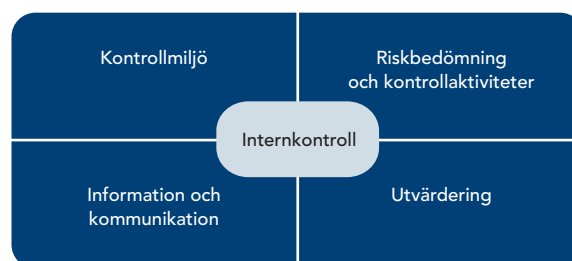 Kontrollmiljö
Riskbedömning
och kontrollaktiviteter
Internkontroll
Information och
kommunikation
Utvärdering